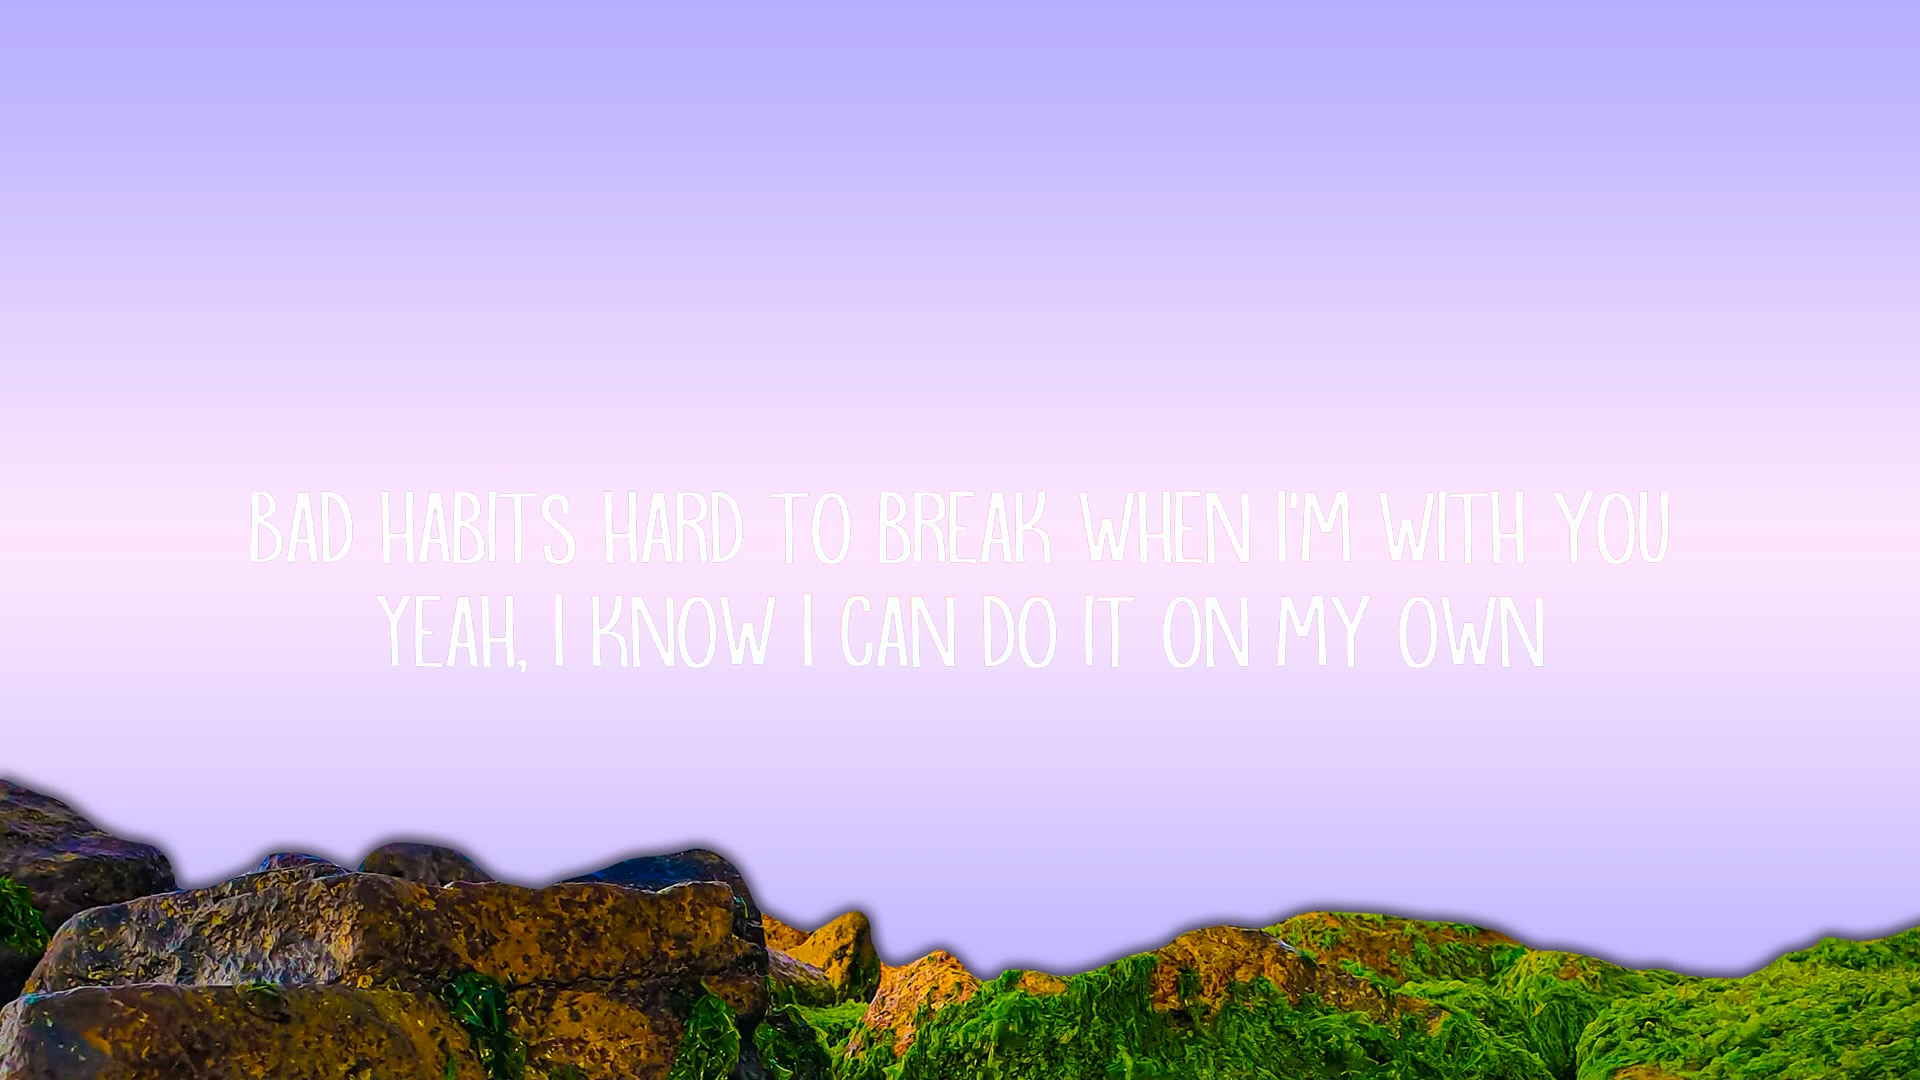 BAD HABITS HARD TO BREAK WHEN I'M WITH YOU
YEAH, I KNOW I CAN DO IT ON MY OWN